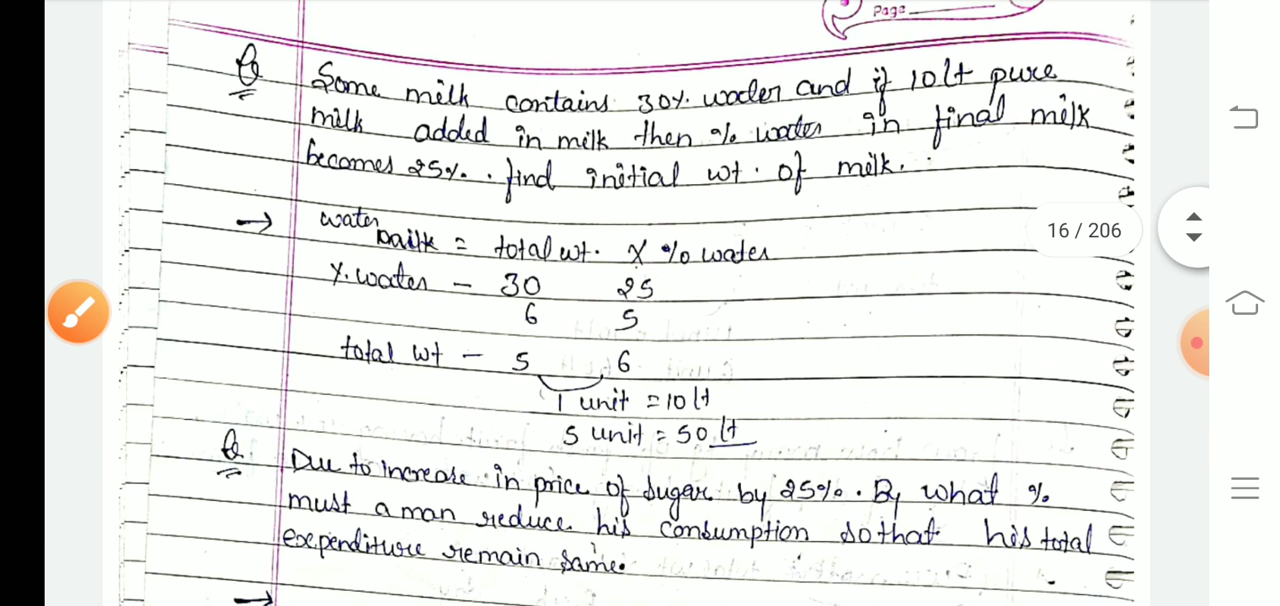 Page
Q Some milk contains 30% water and if 10lt pure
milk added in milk then % water in final milk
becomes 25%. find initial wt. of milk.
→ water = total wt. x % water
%. water - 30 25
6 5
total wt - 5 6
1 unit = 10 lt
5 unit = 50 lt
16 / 206
Q Due to increase in price of sugar by 25%. By what %
must a man reduce his consumption so that his total
expenditure remain same.
→